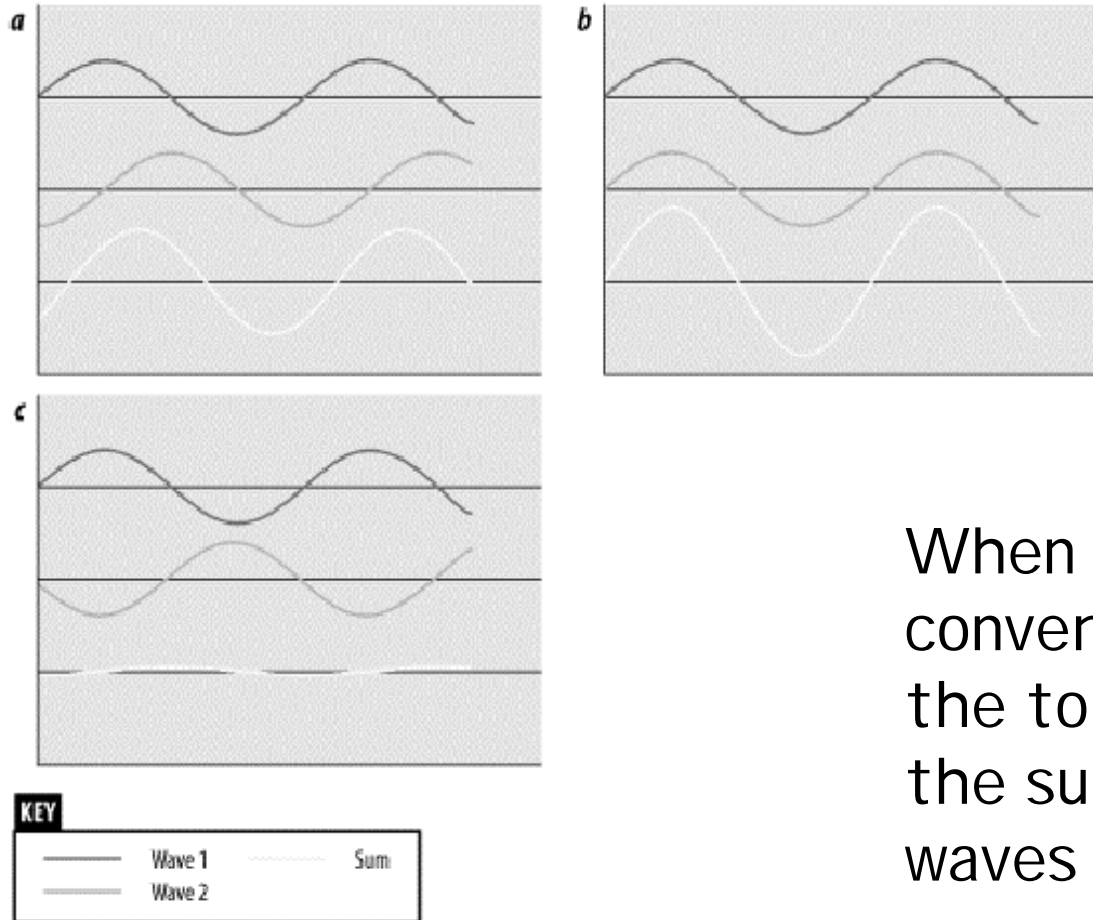 a
b
c
When
conver
the to
the su
waves
KEY
Wave 1 Sum
Wave 2